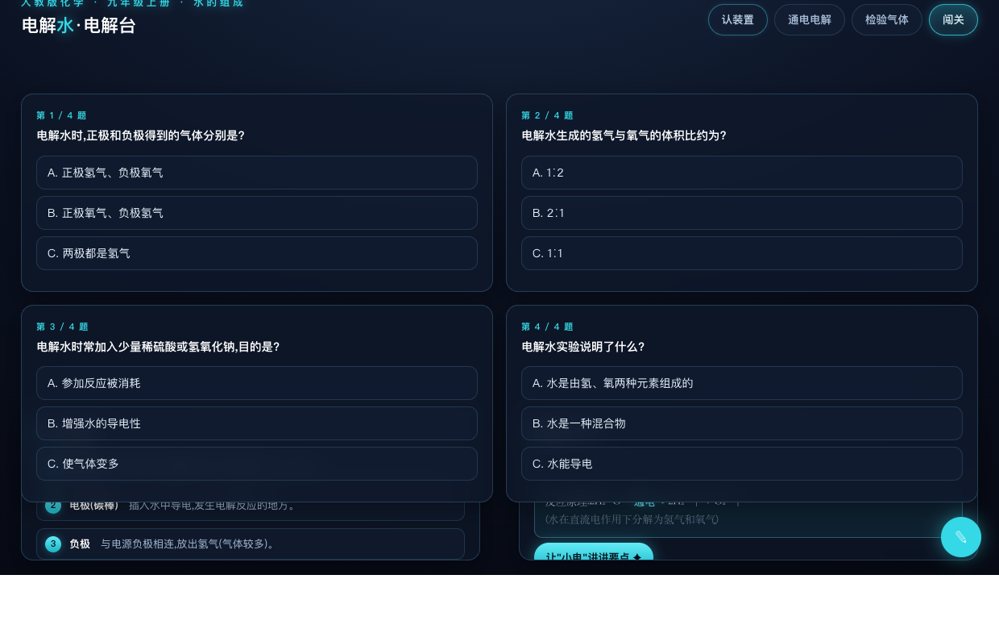 人教版化学 · 九年级上册 · 水的组成
电解水·电解台
认装置
通电电解
检验气体
闯关
第 1 / 4 题
电解水时,正极和负极得到的气体分别是?
A. 正极氢气、负极氧气
B. 正极氧气、负极氢气
C. 两极都是氢气
第 2 / 4 题
电解水生成的氢气与氧气的体积比约为?
A. 1∶2
B. 2∶1
C. 1∶1
第 3 / 4 题
电解水时常加入少量稀硫酸或氢氧化钠,目的是?
A. 参加反应被消耗
B. 增强水的导电性
C. 使气体变多
第 4 / 4 题
电解水实验说明了什么?
A. 水是由氢、氧两种元素组成的
B. 水是一种混合物
C. 水能导电
2 电极(碳棒) 插入水中导电,发生电解反应的地方。
3 负极 与电源负极相连,放出氢气(气体较多)。
(水在直流电作用下分解为氢气和氧气)
让"小电"讲讲要点 ✦